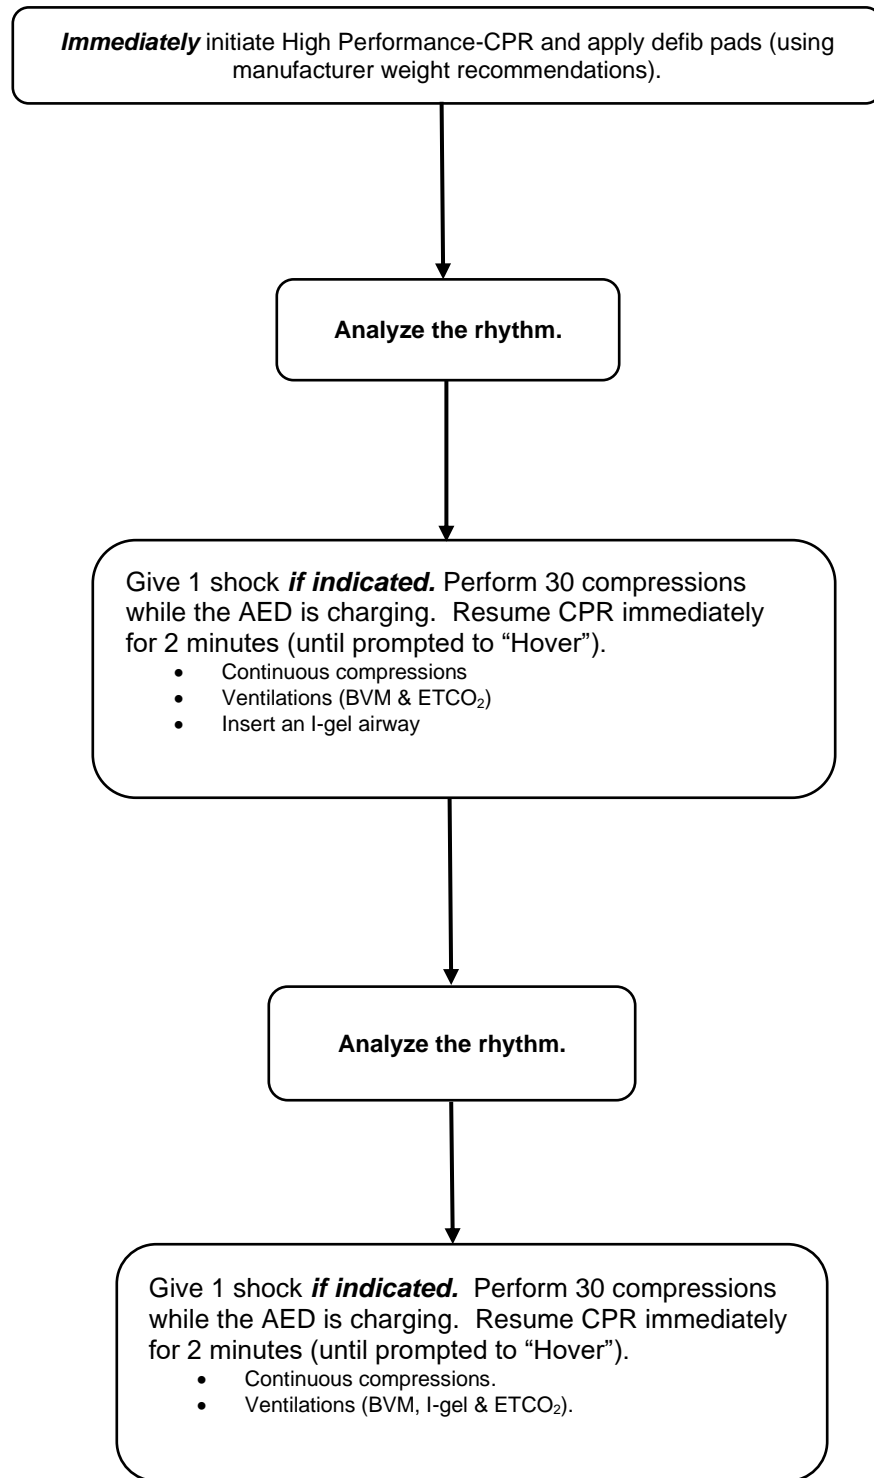 Immediately initiate High Performance-CPR and apply defib pads (using
manufacturer weight recommendations).
Analyze the rhythm.
Give 1 shock if indicated. Perform 30 compressions
while the AED is charging.  Resume CPR immediately
for 2 minutes (until prompted to “Hover”).
• Continuous compressions
• Ventilations (BVM & ETCO₂)
• Insert an I-gel airway
Analyze the rhythm.
Give 1 shock if indicated.  Perform 30 compressions
while the AED is charging.  Resume CPR immediately
for 2 minutes (until prompted to “Hover”).
• Continuous compressions.
• Ventilations (BVM, I-gel & ETCO₂).